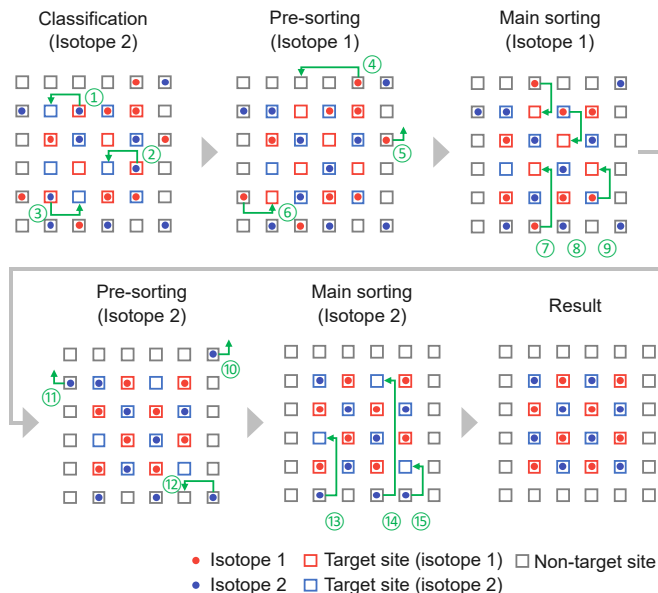 Classification
(Isotope 2)
Pre-sorting
(Isotope 1)
Main sorting
(Isotope 1)
①
②
③
④
⑤
⑥
⑦ ⑧ ⑨
Pre-sorting
(Isotope 2)
Main sorting
(Isotope 2)
Result
⑩
⑪
⑫
⑬ ⑭ ⑮
Isotope 1 Target site (isotope 1) Non-target site
Isotope 2 Target site (isotope 2)